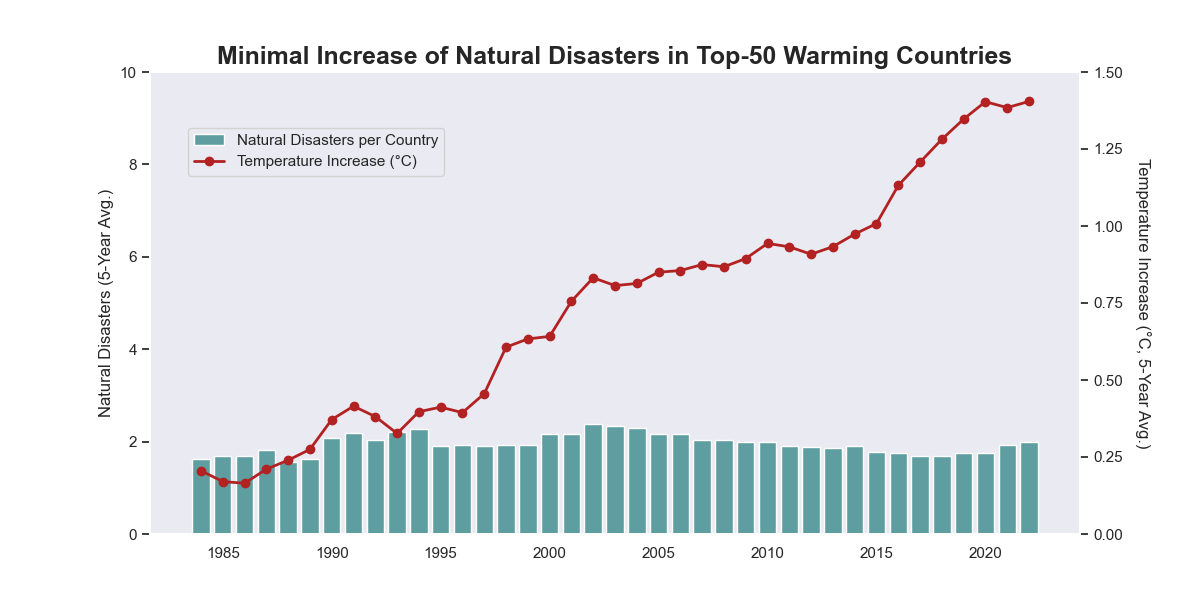 Minimal Increase of Natural Disasters in Top-50 Warming Countries
Natural Disasters per Country
Temperature Increase (°C)
Natural Disasters (5-Year Avg.)
10
8
6
4
2
0
1.50
1.25
1.00
0.75
0.50
0.25
0.00
Temperature Increase (°C, 5-Year Avg.)
1985 1990 1995 2000 2005 2010 2015 2020